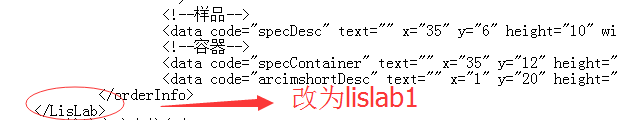 <!--样品-->
<data code="specDesc" text="" x="35" y="6" height="10" wi
<!--容器-->
<data code="specContainer" text="" x="35" y="12" height="
<data code="arcimshortDesc" text="" x="1" y="20" height="
</orderInfo>
</LisLab> 改为lislab1